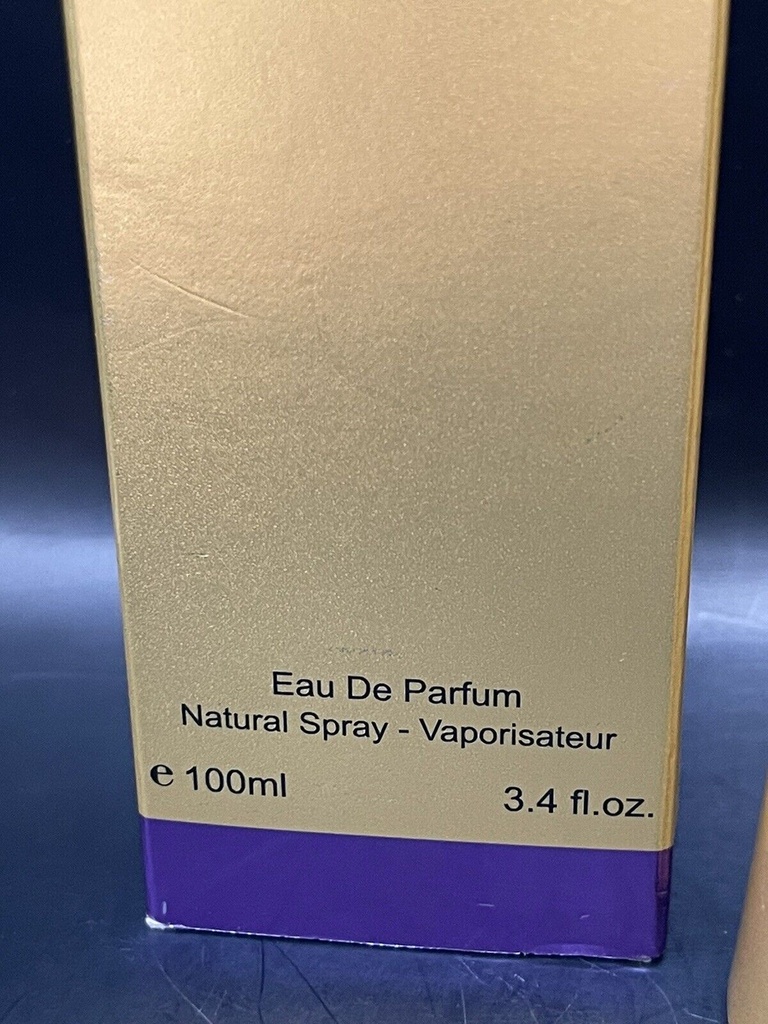 Eau De Parfum
Natural Spray - Vaporisateur
℮ 100ml 3.4 fl.oz.